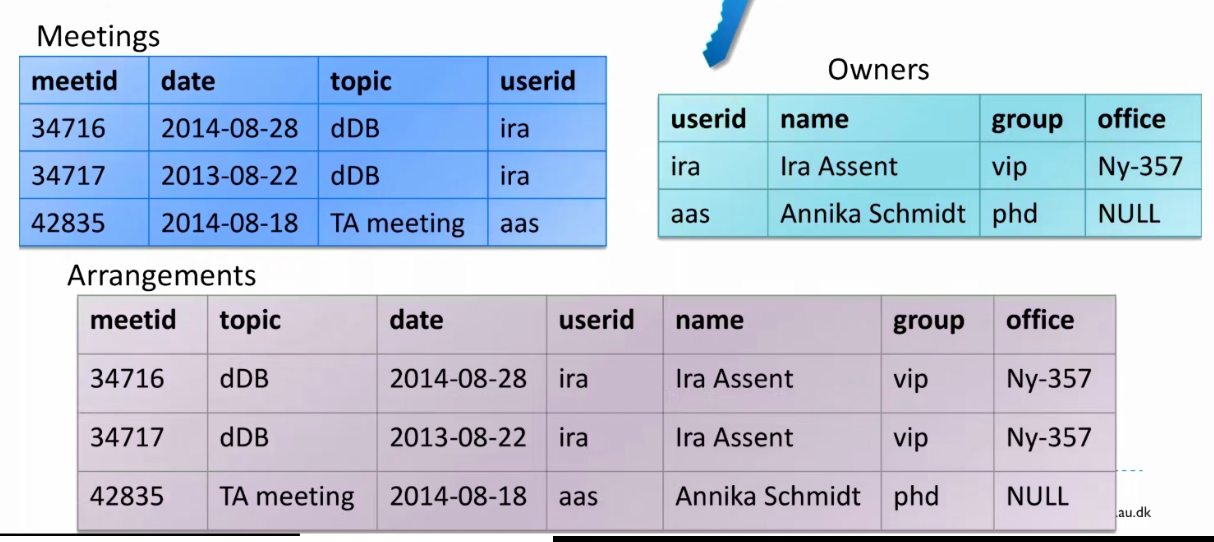 Meetings
meetid date topic userid
34716 2014-08-28 dDB ira
34717 2013-08-22 dDB ira
42835 2014-08-18 TA meeting aas
Owners
userid name group office
ira Ira Assent vip Ny-357
aas Annika Schmidt phd NULL
Arrangements
meetid topic date userid name group office
34716 dDB 2014-08-28 ira Ira Assent vip Ny-357
34717 dDB 2013-08-22 ira Ira Assent vip Ny-357
42835 TA meeting 2014-08-18 aas Annika Schmidt phd NULL
.au.dk